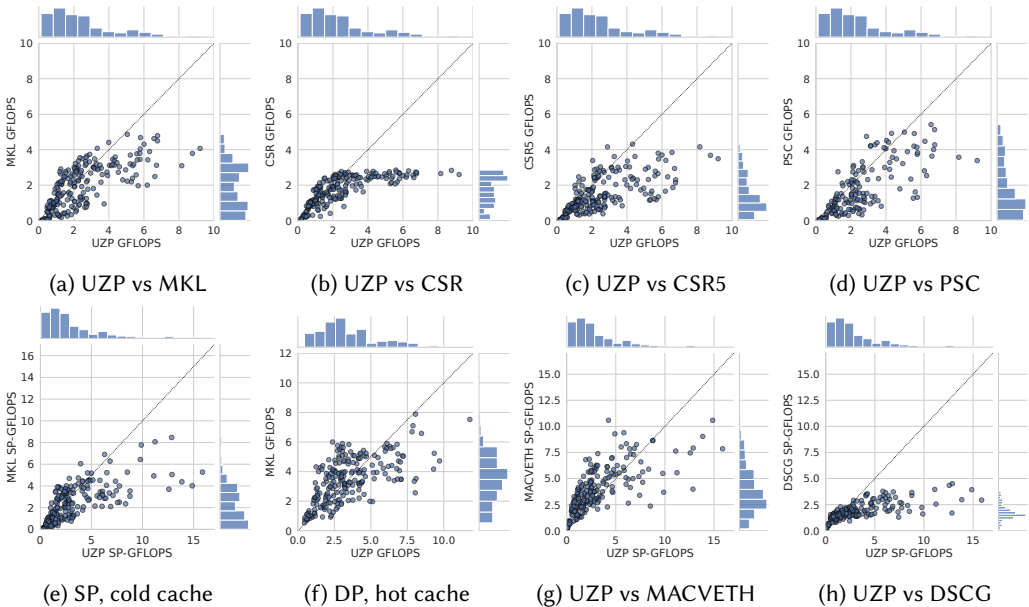 10
8
6
4
2
0
0 2 4 6 8 10
MKL GFLOPS
UZP GFLOPS
(a) UZP vs MKL
10
8
6
4
2
0
0 2 4 6 8 10
CSR GFLOPS
UZP GFLOPS
(b) UZP vs CSR
10
8
6
4
2
0
0 2 4 6 8 10
CSR5 GFLOPS
UZP GFLOPS
(c) UZP vs CSR5
10
8
6
4
2
0
0 2 4 6 8 10
PSC GFLOPS
UZP GFLOPS
(d) UZP vs PSC
16
14
12
10
8
6
4
2
0
0 5 10 15
MKL SP-GFLOPS
UZP SP-GFLOPS
(e) SP, cold cache
12
10
8
6
4
2
0
0.0 2.5 5.0 7.5 10.0
MKL GFLOPS
UZP GFLOPS
(f) DP, hot cache
15.0
12.5
10.0
7.5
5.0
2.5
0.0
0 5 10 15
MACVETH SP-GFLOPS
UZP SP-GFLOPS
(g) UZP vs MACVETH
15.0
12.5
10.0
7.5
5.0
2.5
0.0
0 5 10 15
DSCG SP-GFLOPS
UZP SP-GFLOPS
(h) UZP vs DSCG